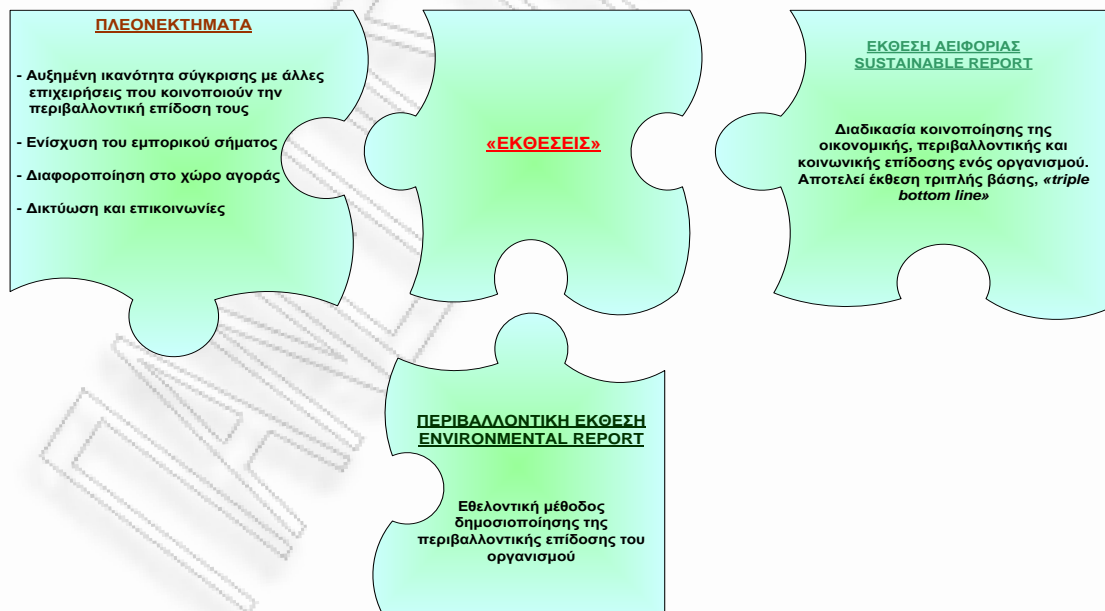 ΠΛΕΟΝΕΚΤΗΜΑΤΑ
- Αυξημένη ικανότητα σύγκρισης με άλλες
επιχειρήσεις που κοινοποιούν την
περιβαλλοντική επίδοση τους
- Ενίσχυση του εμπορικού σήματος
- Διαφοροποίηση στο χώρο αγοράς
- Δικτύωση και επικοινωνίες
«ΕΚΘΕΣΕΙΣ»
ΕΚΘΕΣΗ ΑΕΙΦΟΡΙΑΣ
SUSTAINABLE REPORT
Διαδικασία κοινοποίησης της
οικονομικής, περιβαλλοντικής και
κοινωνικής επίδοσης ενός οργανισμού.
Αποτελεί έκθεση τριπλής βάσης, «triple
bottom line»
ΠΕΡΙΒΑΛΛΟΝΤΙΚΗ ΕΚΘΕΣΗ
ENVIRONMENTAL REPORT
Εθελοντική μέθοδος
δημοσιοποίησης της
περιβαλλοντικής επίδοσης του
οργανισμού